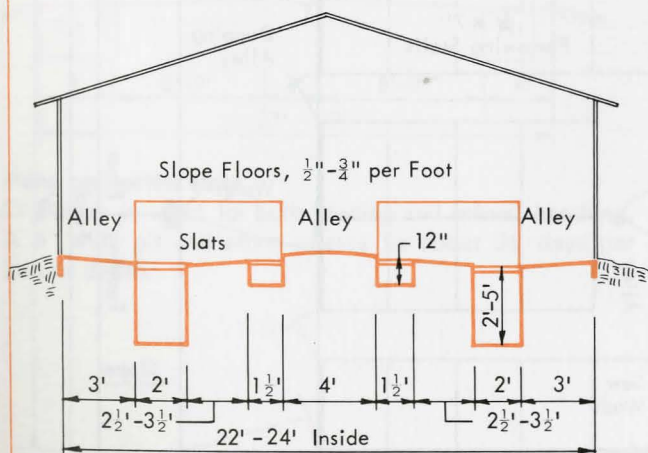 Slope Floors, ½"-¾" per Foot
Alley
Alley
Alley
Slats
12"
2'-5'
3'
2'
1½'
4'
1½'
2'
3'
2½'-3½'
2½'-3½'
22' - 24' Inside